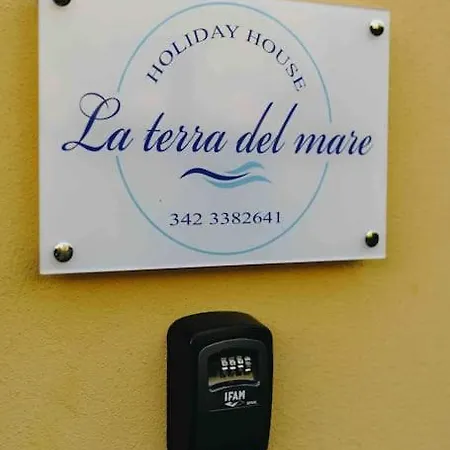 HOLIDAY HOUSE
La terra del mare
342 3382641
IFAM